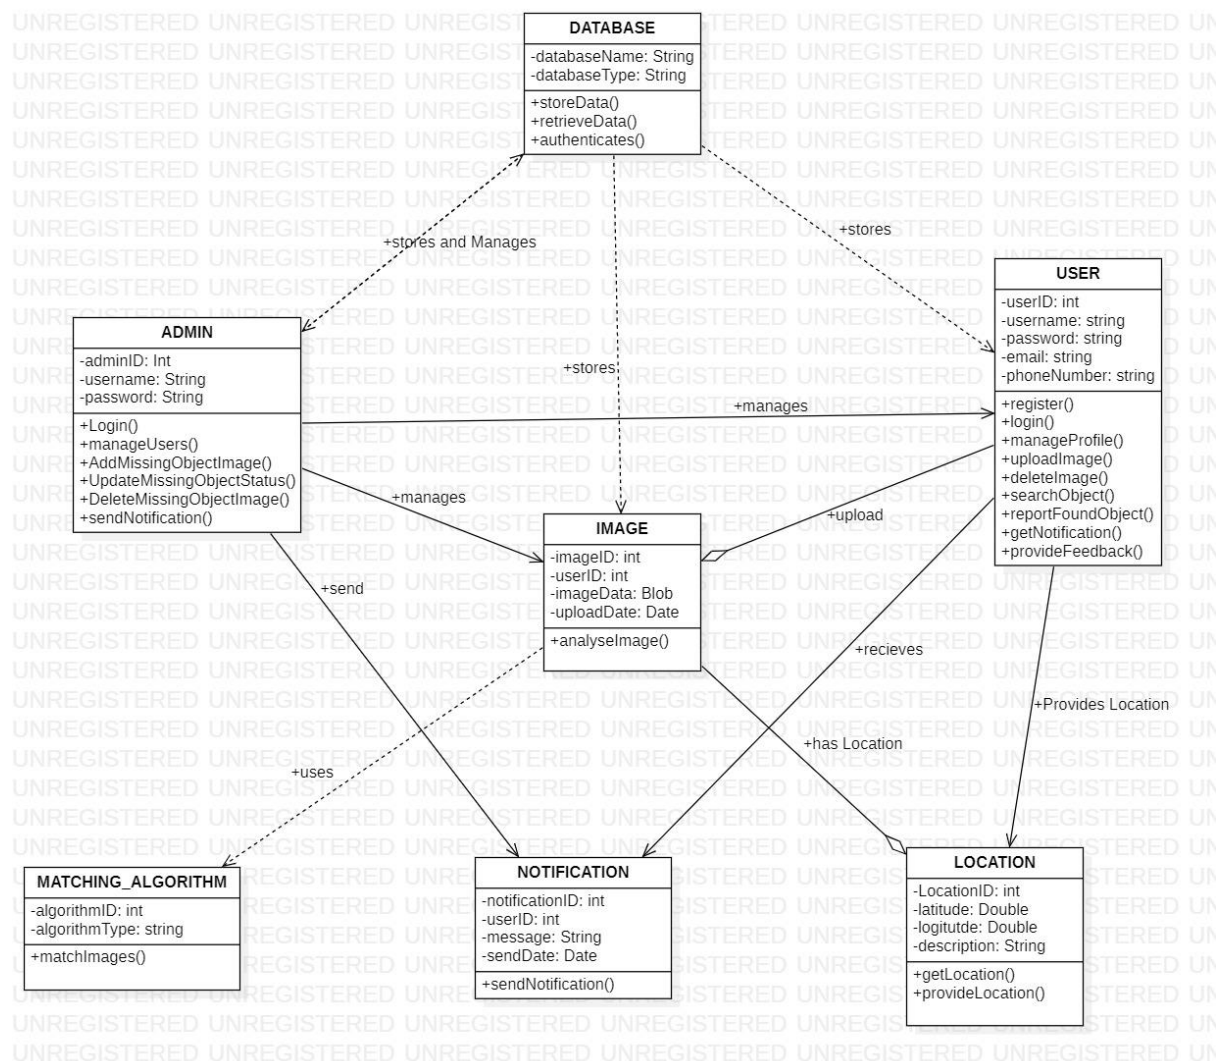 DATABASE
-databaseName: String
-databaseType: String
+storeData()
+retrieveData()
+authenticates()
+stores and Manages
+stores
+stores
ADMIN
-adminID: Int
-username: String
-password: String
+Login()
+manageUsers()
+AddMissingObjectImage()
+UpdateMissingObjectStatus()
+DeleteMissingObjectImage()
+sendNotification()
USER
-userID: int
-username: string
-password: string
-email: string
-phoneNumber: string
+register()
+login()
+manageProfile()
+uploadImage()
+deleteImage()
+searchObject()
+reportFoundObject()
+getNotification()
+provideFeedback()
+manages
+manages
+upload
+send
IMAGE
-imageID: int
-userID: int
-imageData: Blob
-uploadDate: Date
+analyseImage()
+recieves
+Provides Location
+has Location
+uses
MATCHING_ALGORITHM
-algorithmID: int
-algorithmType: string
+matchImages()
NOTIFICATION
-notificationID: int
-userID: int
-message: String
-sendDate: Date
+sendNotification()
LOCATION
-LocationID: int
-latitude: Double
-logitutde: Double
-description: String
+getLocation()
+provideLocation()
UNREGISTERED